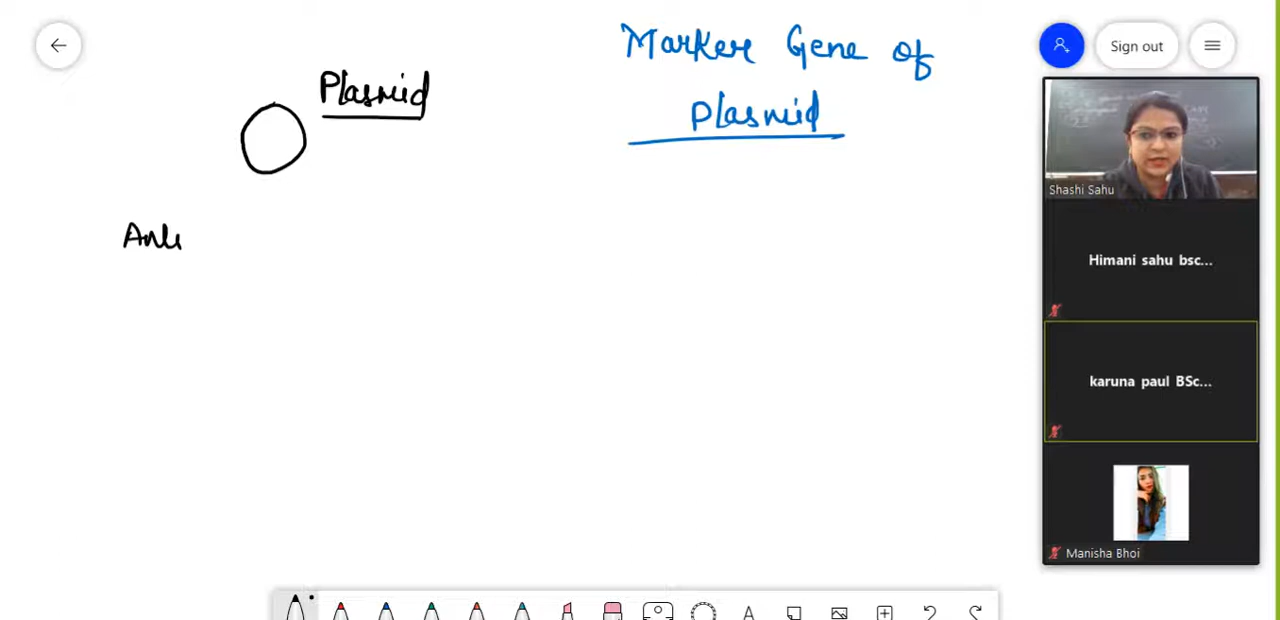 Marker Gene of
Plasmid
Plasmid
Anti
Sign out
Shashi Sahu
Himani sahu bsc...
karuna paul BSc...
Manisha Bhoi
A